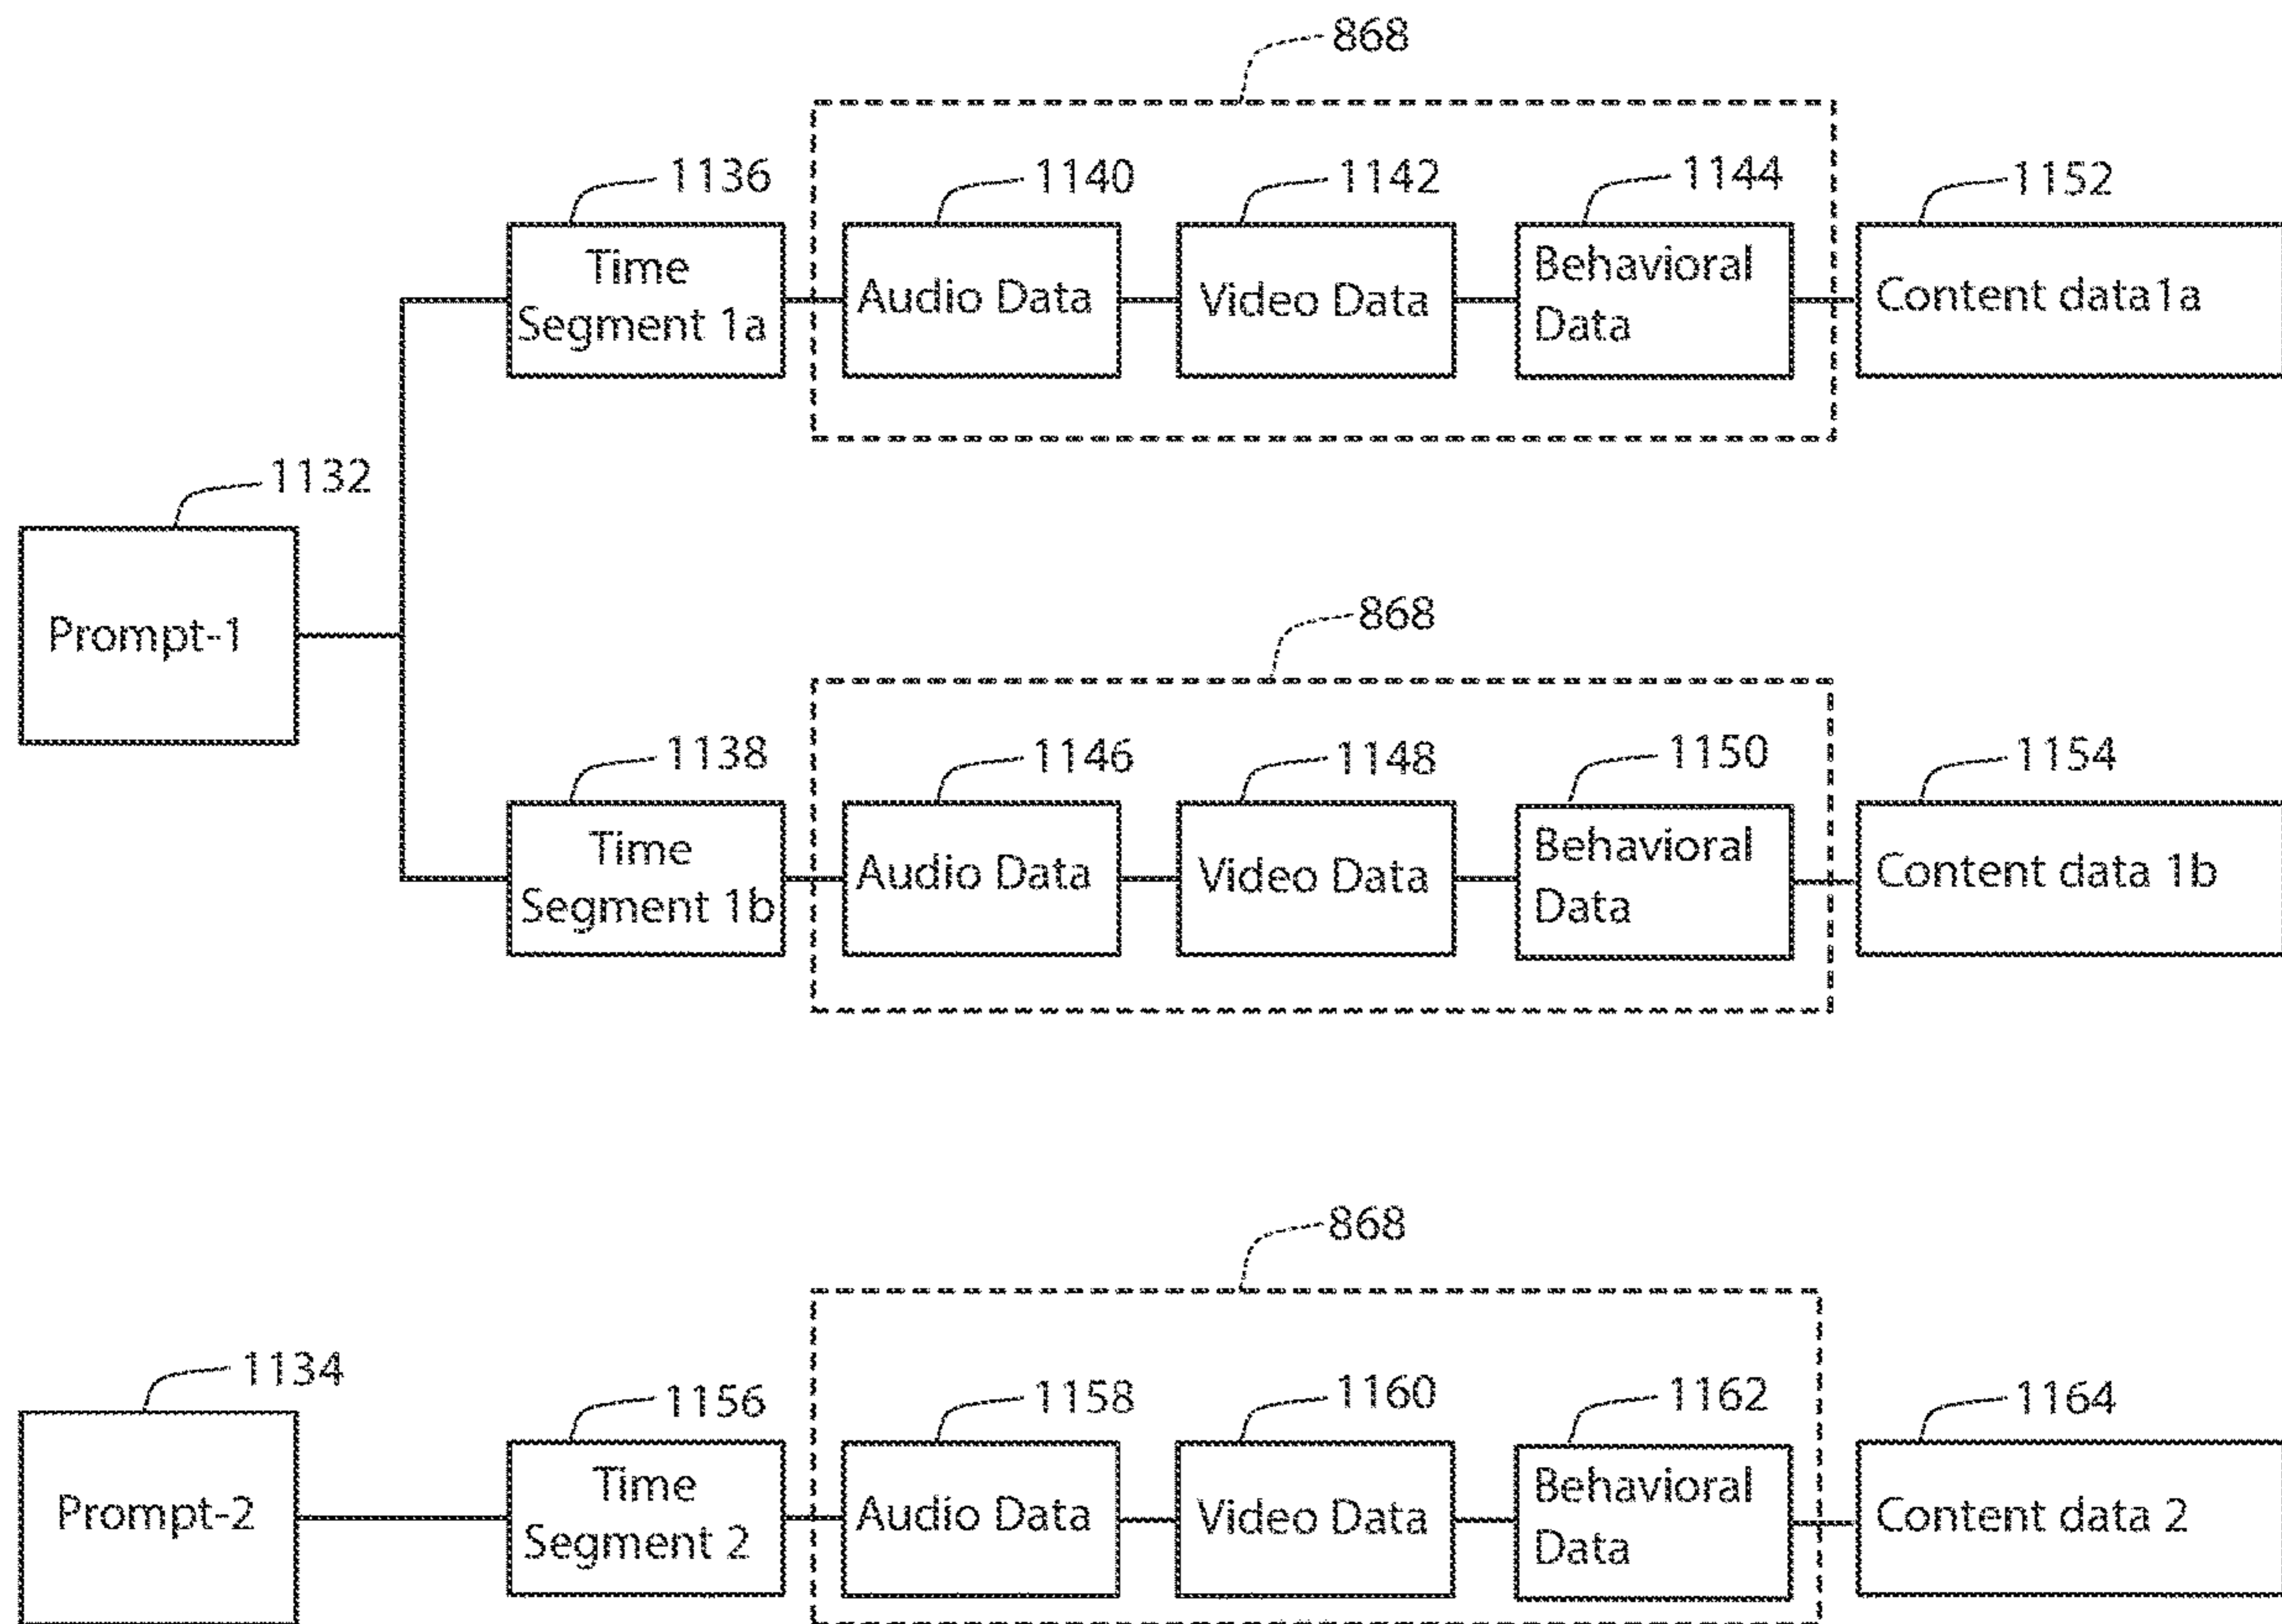 868
1136
1140
1142
1144
1152
Time
Segment 1a
Audio Data
Video Data
Behavioral
Data
Content data1a
1132
Prompt-1
868
1138
1146
1148
1150
1154
Time
Segment 1b
Audio Data
Video Data
Behavioral
Data
Content data 1b
868
1134
1156
1158
1160
1162
1164
Prompt-2
Time
Segment 2
Audio Data
Video Data
Behavioral
Data
Content data 2